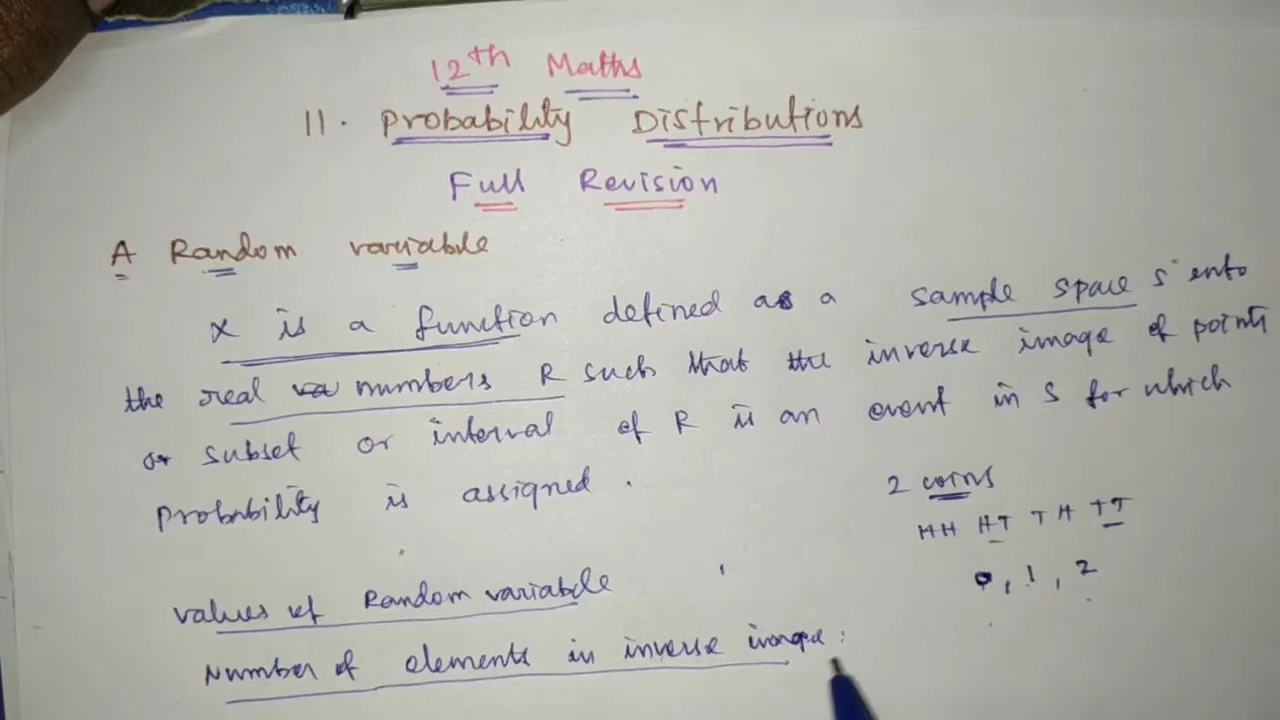 12th Maths
11. Probability Distributions
Full Revision
A Random variable
X is a function defined as a sample space S into
the real numbers R such that the inverse image of points
or subset or interval of R is an event in S for which
probability is assigned.
2 coins
HH HT TH TT
0, 1, 2
values of Random variable
Number of elements in inverse image: